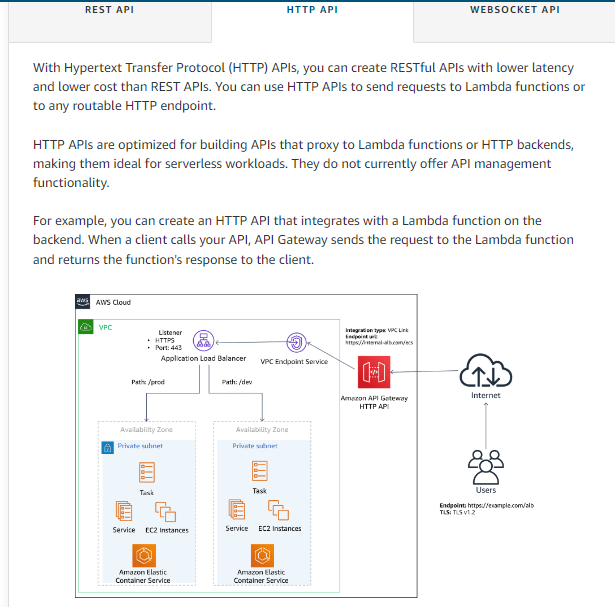 REST API
HTTP API
WEBSOCKET API
With Hypertext Transfer Protocol (HTTP) APIs, you can create RESTful APIs with lower latency
and lower cost than REST APIs. You can use HTTP APIs to send requests to Lambda functions or
to any routable HTTP endpoint.
HTTP APIs are optimized for building APIs that proxy to Lambda functions or HTTP backends,
making them ideal for serverless workloads. They do not currently offer API management
functionality.
For example, you can create an HTTP API that integrates with a Lambda function on the
backend. When a client calls your API, API Gateway sends the request to the Lambda function
and returns the function's response to the client.
aws
AWS Cloud
VPC
Listener
• HTTPS
• Port: 443
Application Load Balancer
VPC Endpoint Service
Integration type: VPC Link
Endpoint url:
https://internal-alb.com/ecs
Amazon API Gateway
HTTP API
Internet
Path: /prod
Path: /dev
Availability Zone
Private subnet
Task
Service
EC2 Instances
Amazon Elastic
Container Service
Availability Zone
Private subnet
Task
Service
EC2 Instances
Amazon Elastic
Container Service
Users
Endpoint: https://example.com/alb
TLS: TLS v1.2